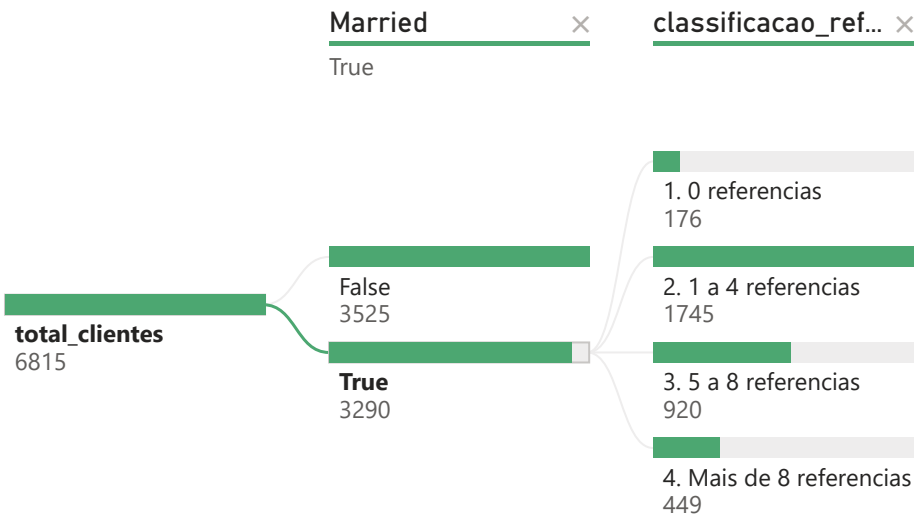 Married ×
classificacao_ref... ×
True
1. 0 referencias
176
False
3525
2. 1 a 4 referencias
1745
total_clientes
6815
True
3290
3. 5 a 8 referencias
920
4. Mais de 8 referencias
449